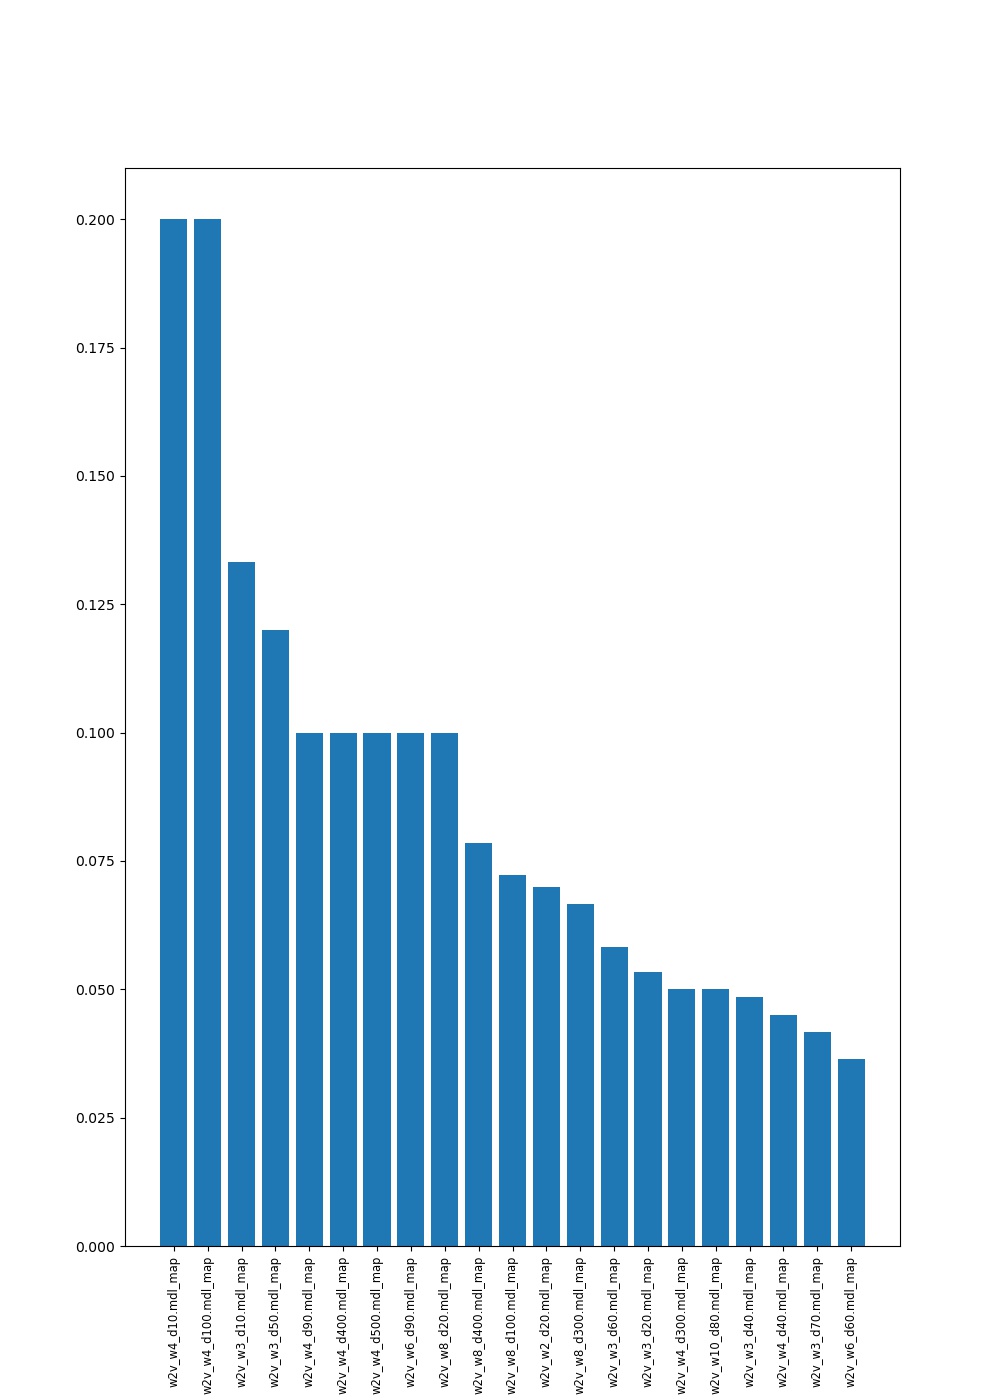 0.200
0.175
0.150
0.125
0.100
0.075
0.050
0.025
0.000
w2v_w4_d10.mdl_map
w2v_w4_d100.mdl_map
w2v_w3_d10.mdl_map
w2v_w3_d50.mdl_map
w2v_w4_d90.mdl_map
w2v_w4_d400.mdl_map
w2v_w4_d500.mdl_map
w2v_w6_d90.mdl_map
w2v_w8_d20.mdl_map
w2v_w8_d400.mdl_map
w2v_w8_d100.mdl_map
w2v_w2_d20.mdl_map
w2v_w8_d300.mdl_map
w2v_w3_d60.mdl_map
w2v_w3_d20.mdl_map
w2v_w4_d300.mdl_map
w2v_w10_d80.mdl_map
w2v_w3_d40.mdl_map
w2v_w4_d40.mdl_map
w2v_w3_d70.mdl_map
w2v_w6_d60.mdl_map